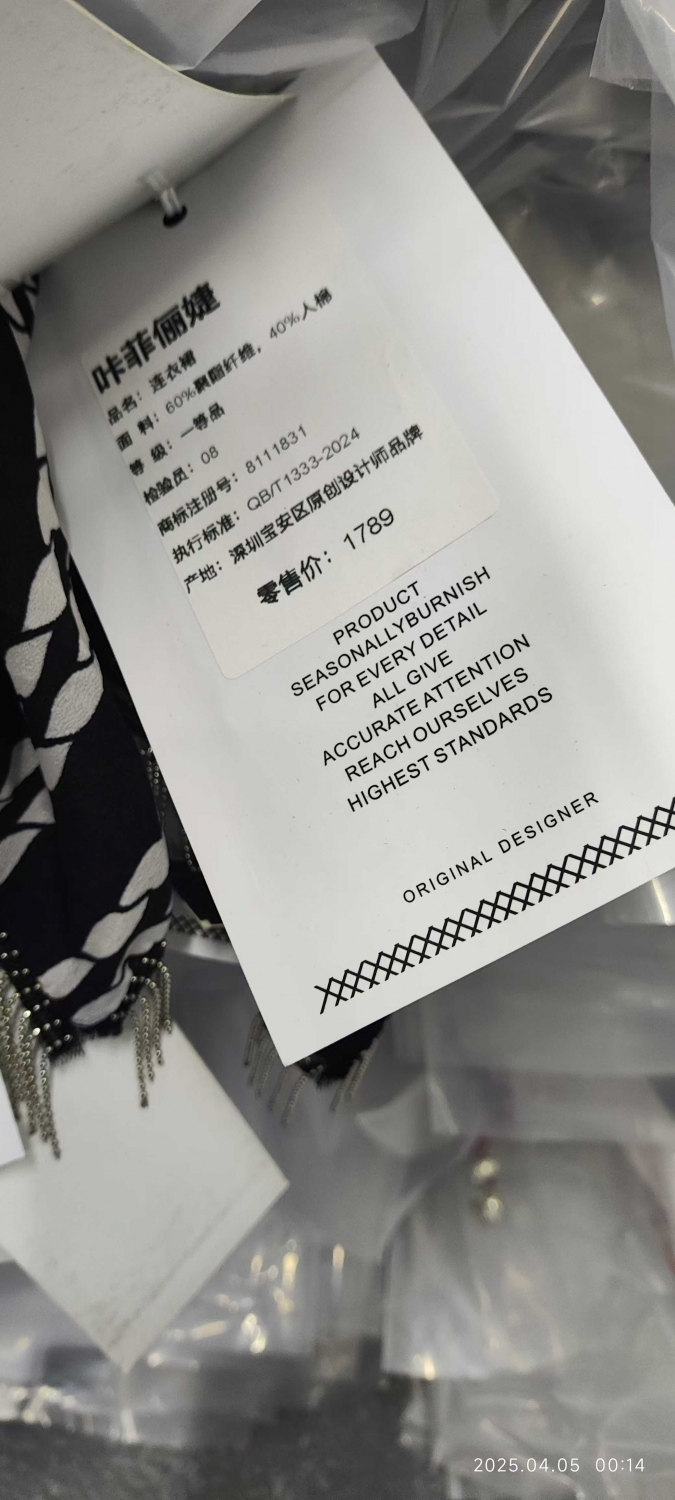 咔菲俪婕
品名：连衣裙
面 料：60%聚酯纤维，40%人棉
等 级：一等品
检验员：08
商标注册号：8111831
执行标准：QB/T1333-2024
产地：深圳宝安区原创设计师品牌
零售价：1789
PRODUCT
SEASONALLYBURNISH
FOR EVERY DETAIL
ALL GIVE
ACCURATE ATTENTION
REACH OURSELVES
HIGHEST STANDARDS
ORIGINAL DESIGNER
2025.04.05 00:14